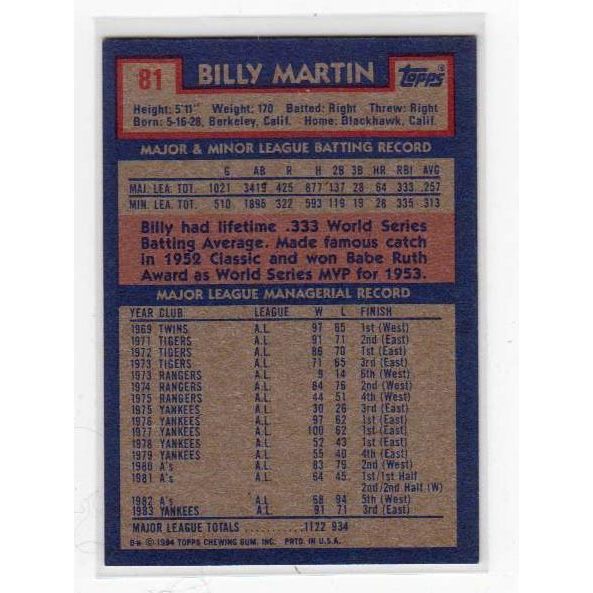 81 BILLY MARTIN Topps®
Height: 5'11" Weight: 170 Batted: Right Threw: Right
Born: 5-16-28, Berkeley, Calif. Home: Blackhawk, Calif.
MAJOR & MINOR LEAGUE BATTING RECORD
G AB R H 2B 3B HR RBI AVG
MAJ. LEA. TOT. 1021 3419 425 877 137 28 64 333 .257
MIN. LEA. TOT. 510 1896 322 593 119 19 28 335 .313
Billy had lifetime .333 World Series
Batting Average. Made famous catch
in 1952 Classic and won Babe Ruth
Award as World Series MVP for 1953.
MAJOR LEAGUE MANAGERIAL RECORD
YEAR CLUB LEAGUE W L FINISH
1969 TWINS A.L. 97 65 1st (West)
1971 TIGERS A.L. 91 71 2nd (East)
1972 TIGERS A.L. 86 70 1st (East)
1973 TIGERS A.L. 71 65 3rd (East)
1973 RANGERS A.L. 9 14 6th (West)
1974 RANGERS A.L. 84 76 2nd (West)
1975 RANGERS A.L. 44 51 4th (West)
1975 YANKEES A.L. 30 26 3rd (East)
1976 YANKEES A.L. 97 62 1st (East)
1977 YANKEES A.L. 100 62 1st (East)
1978 YANKEES A.L. 52 43 1st (East)
1979 YANKEES A.L. 55 40 4th (East)
1980 A's A.L. 83 79 2nd (West)
1981 A's A.L. 64 45 1st/1st Half
2nd/2nd Half (W)
1982 A's A.L. 68 94 5th (West)
1983 YANKEES A.L. 91 71 3rd (East)
MAJOR LEAGUE TOTALS ............1122 934
© 1984 TOPPS CHEWING GUM, INC. PRTD. IN U.S.A.